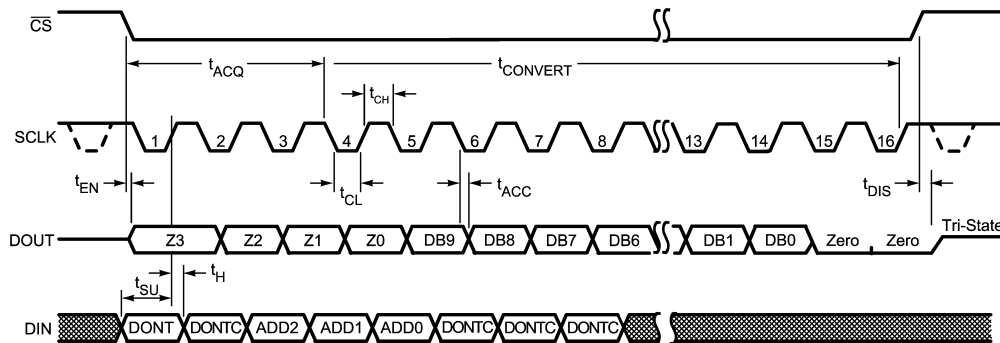 CS
tACQ
tCONVERT
tCH
SCLK
1 2 3 4 5 6 7 8 13 14 15 16
tEN
tCL
tACC
tDIS
DOUT
Z3 Z2 Z1 Z0 DB9 DB8 DB7 DB6 DB1 DB0 Zero Zero Tri-State
tSU
tH
DIN
DONT DONTC ADD2 ADD1 ADD0 DONTC DONTC DONTC